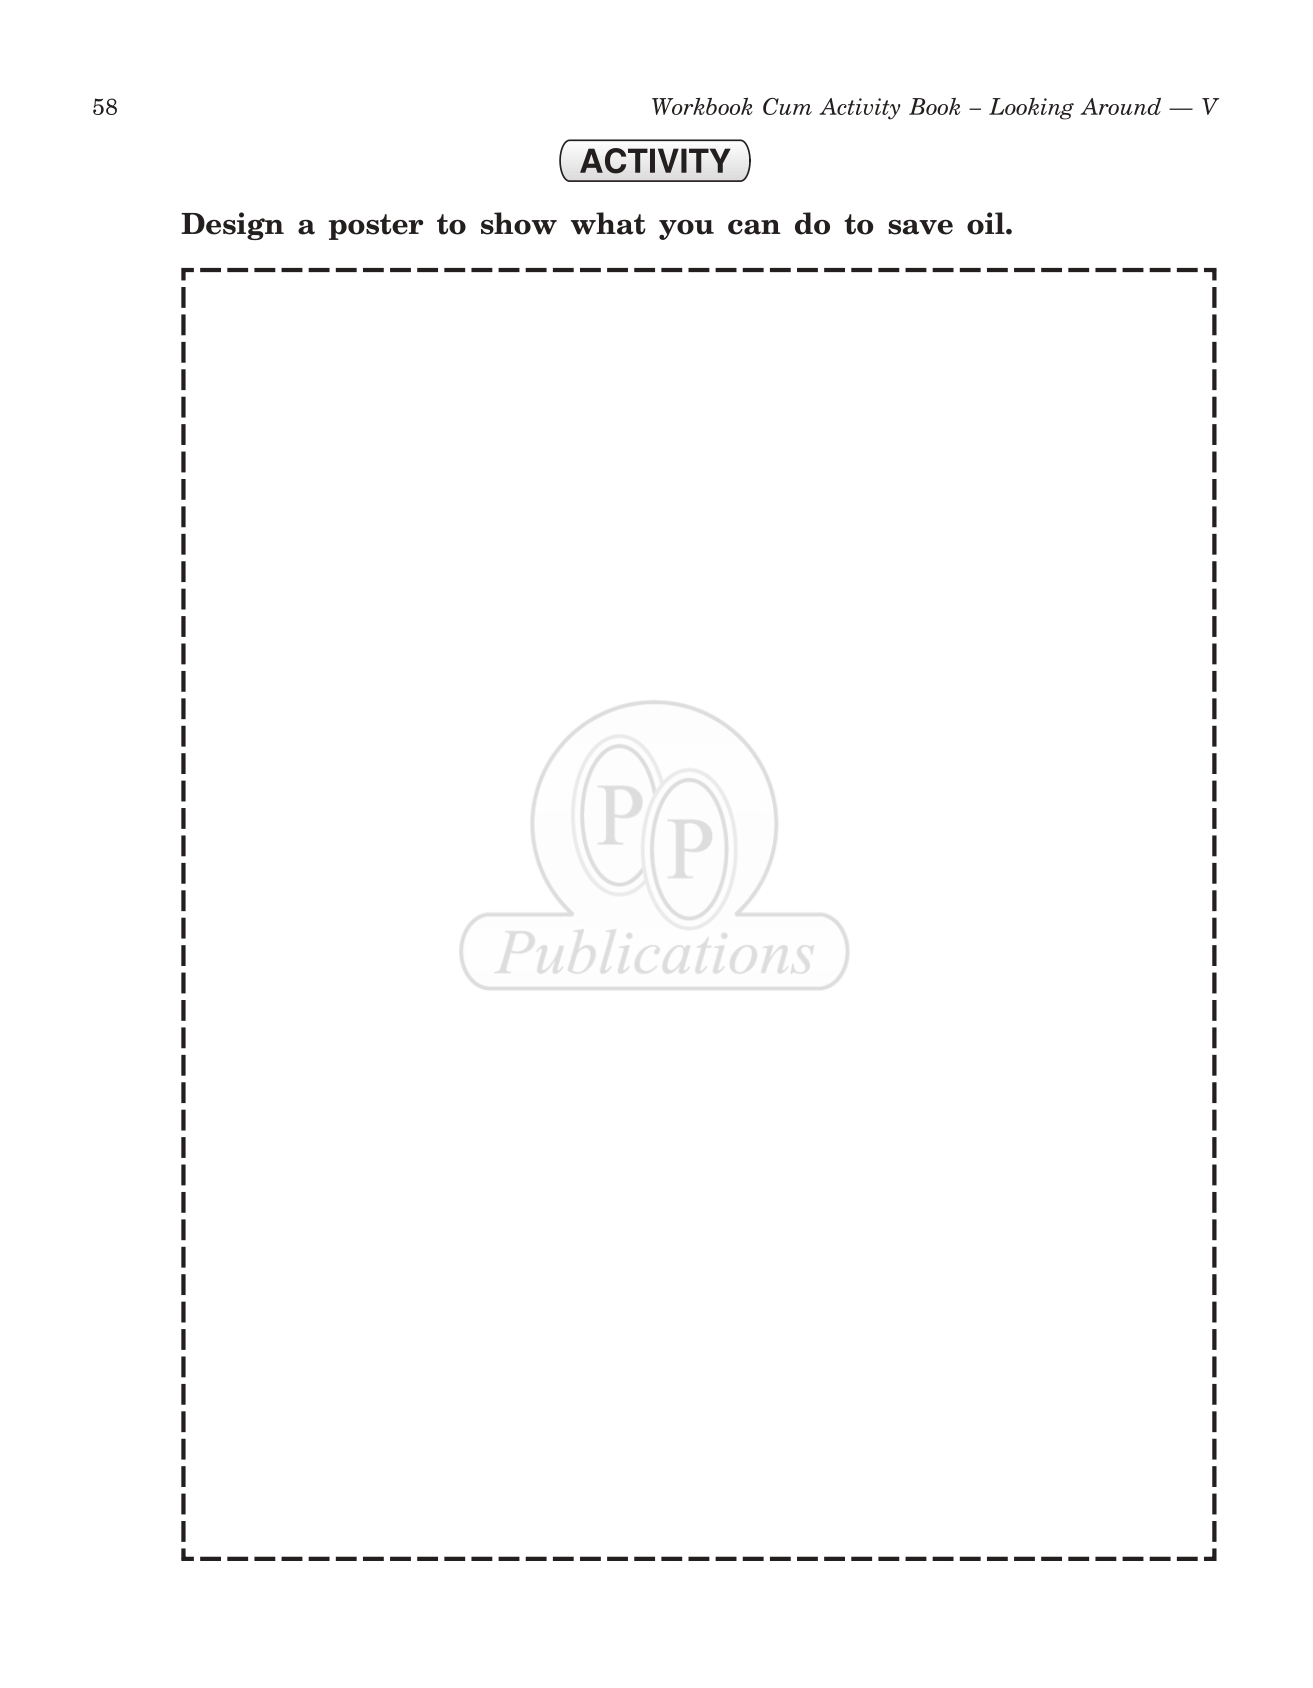 58
Workbook Cum Activity Book – Looking Around — V
ACTIVITY
Design a poster to show what you can do to save oil.
P
P
Publications